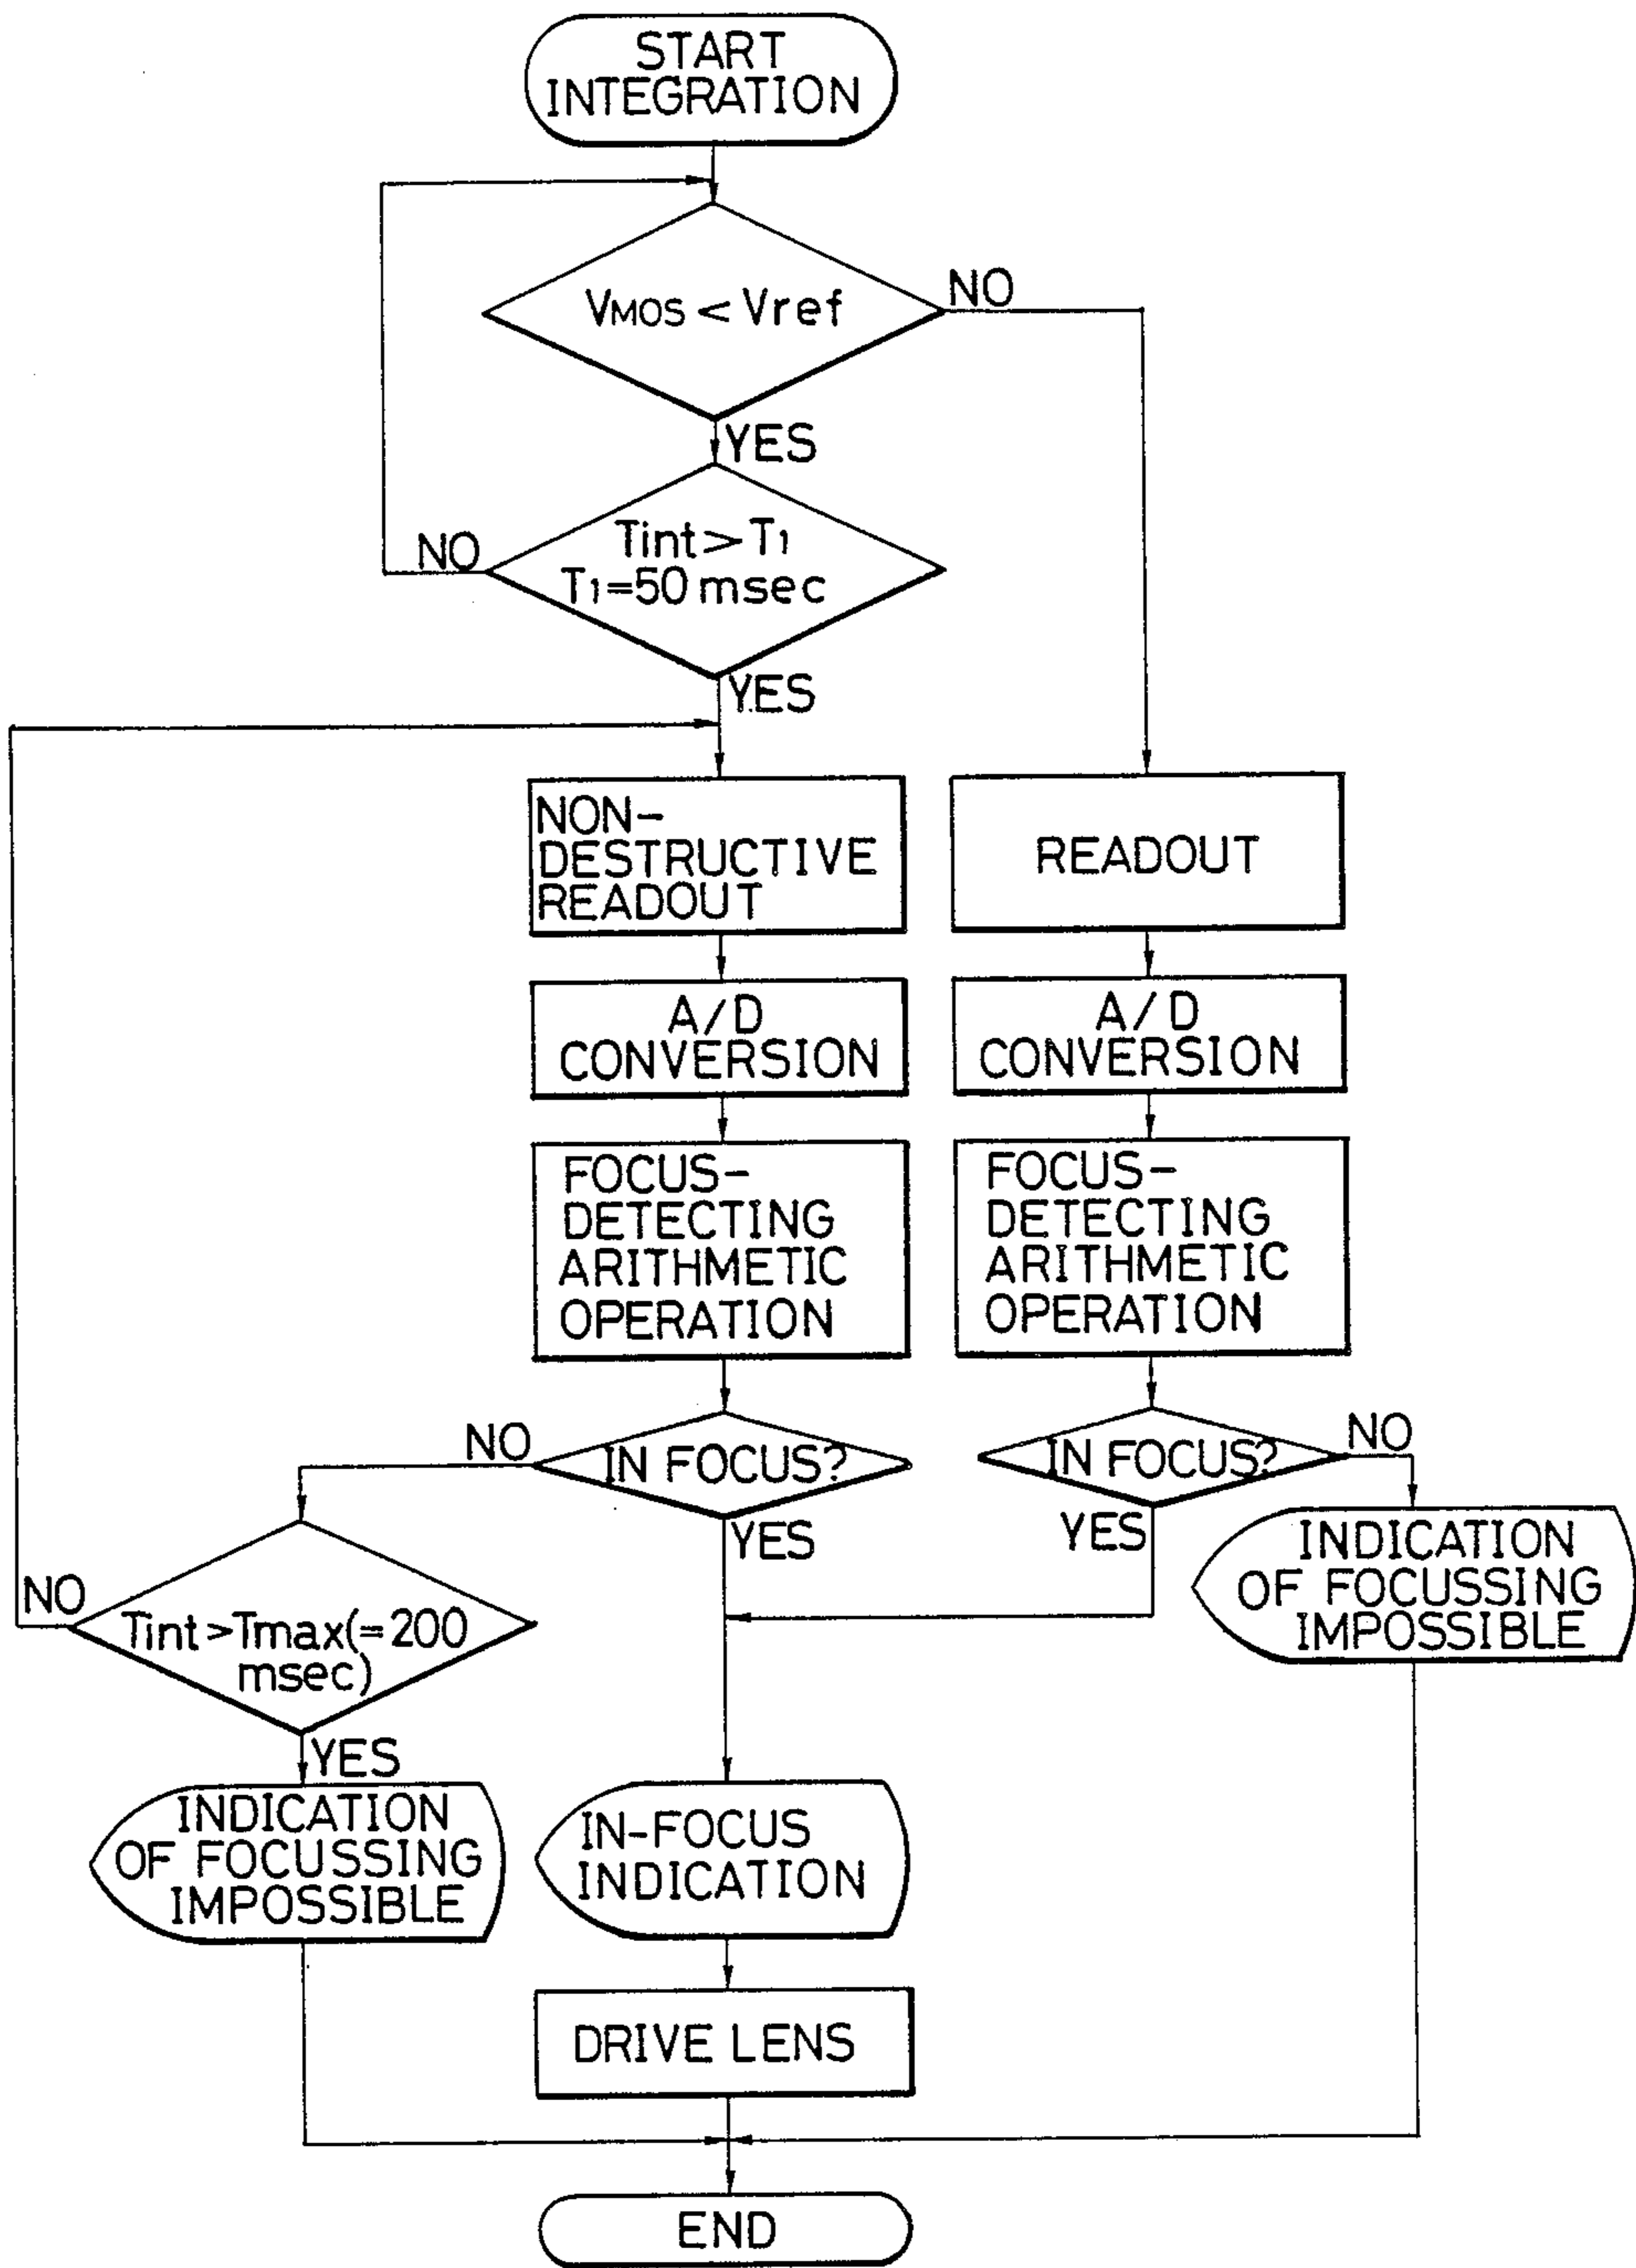 START
INTEGRATION
VMOS < Vref
NO
YES
Tint > T1
T1=50 msec
NO
YES
NON-
DESTRUCTIVE
READOUT
READOUT
A/D
CONVERSION
A/D
CONVERSION
FOCUS-
DETECTING
ARITHMETIC
OPERATION
FOCUS-
DETECTING
ARITHMETIC
OPERATION
NO
IN FOCUS?
YES
IN FOCUS?
NO
YES
INDICATION
OF FOCUSSING
IMPOSSIBLE
NO
Tint>Tmax(=200
msec)
YES
INDICATION
OF FOCUSSING
IMPOSSIBLE
IN-FOCUS
INDICATION
DRIVE LENS
END